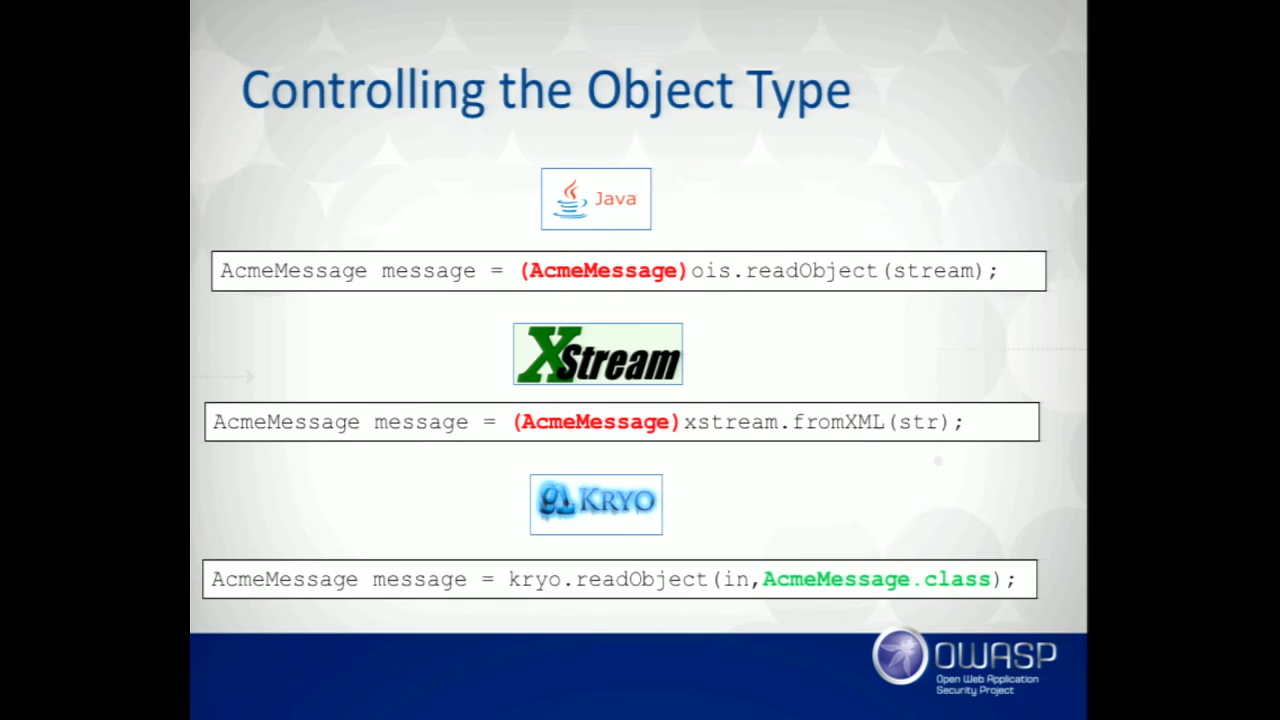 Controlling the Object Type
Java
AcmeMessage message = (AcmeMessage)ois.readObject(stream);
XStream
AcmeMessage message = (AcmeMessage)xstream.fromXML(str);
KRYO
AcmeMessage message = kryo.readObject(in,AcmeMessage.class);
OWASP
Open Web Application
Security Project